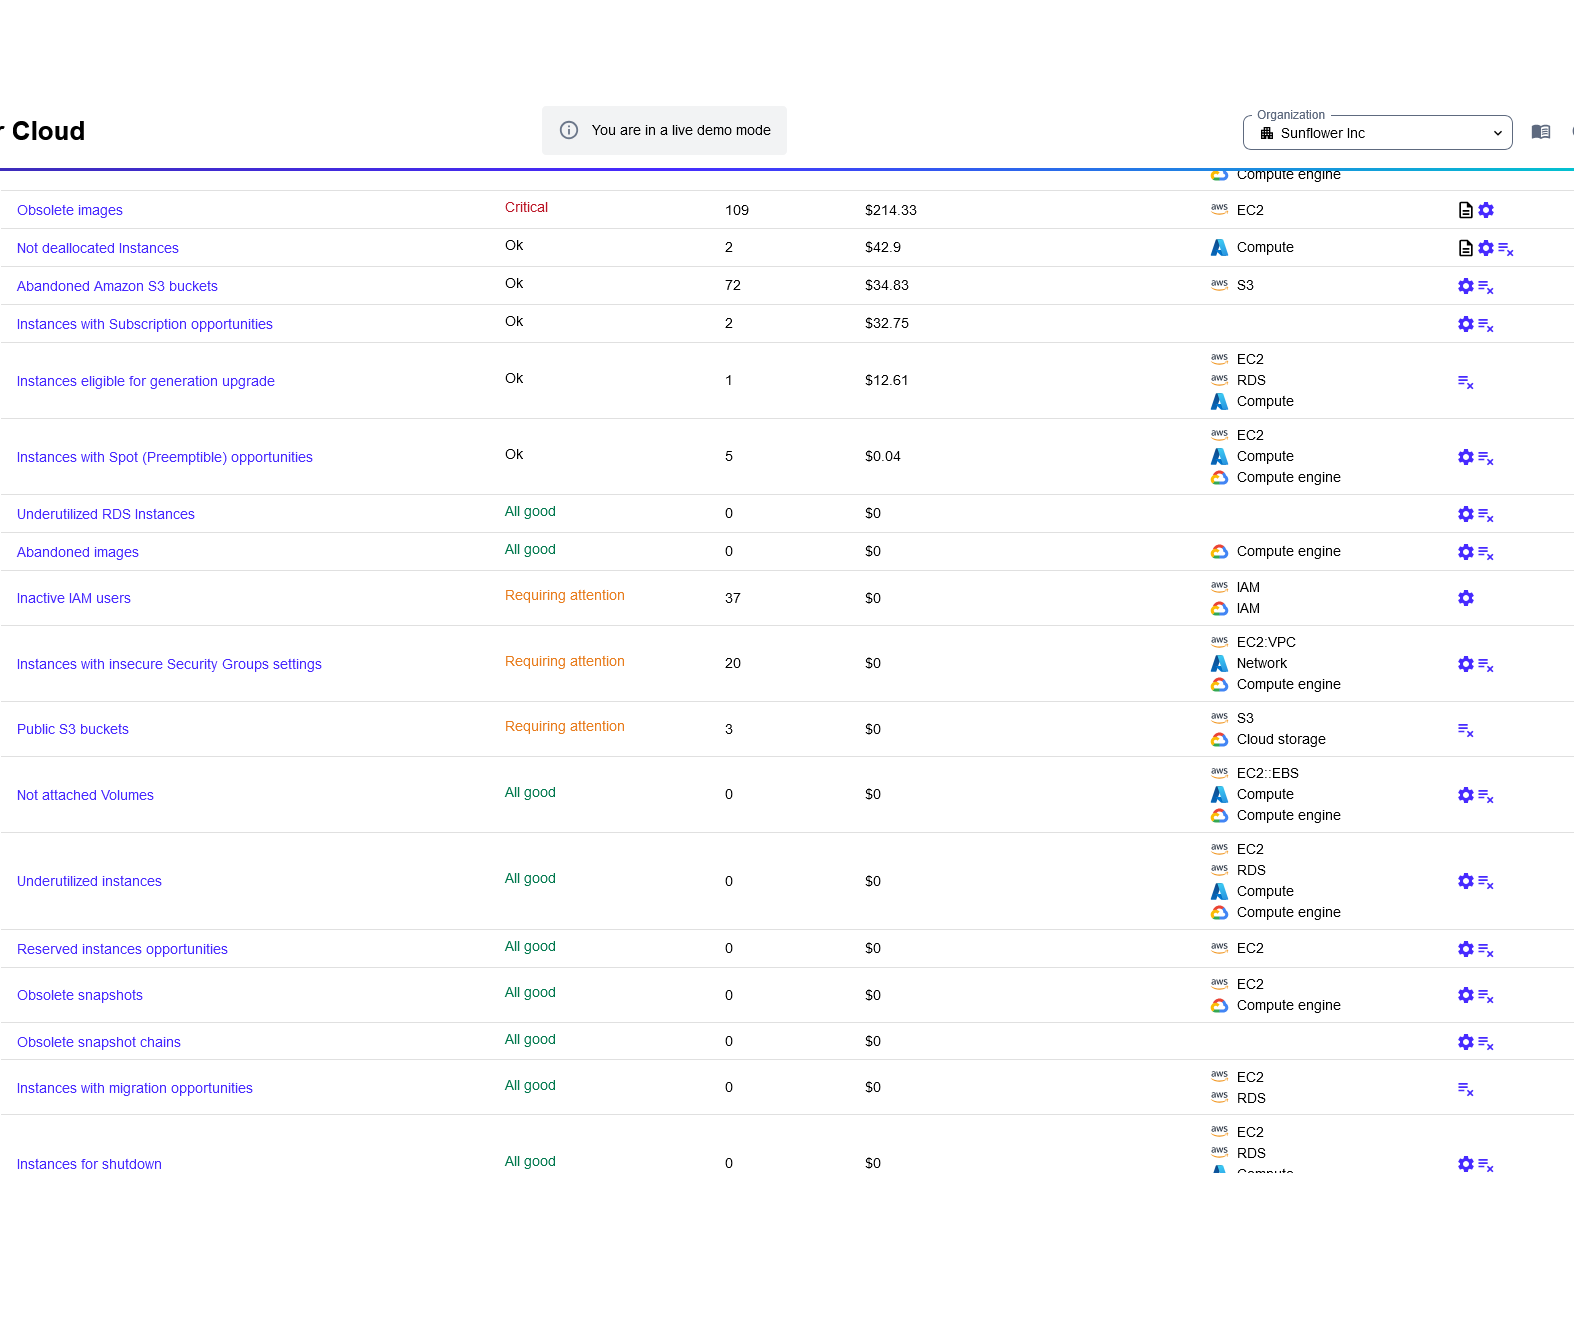 r Cloud
You are in a live demo mode
Organization
Sunflower Inc
Compute engine
Obsolete images Critical 109 $214.33 aws EC2
Not deallocated Instances Ok 2 $42.9 Compute
Abandoned Amazon S3 buckets Ok 72 $34.83 aws S3
Instances with Subscription opportunities Ok 2 $32.75
aws EC2
Instances eligible for generation upgrade Ok 1 $12.61 aws RDS
Compute
aws EC2
Instances with Spot (Preemptible) opportunities Ok 5 $0.04 Compute
Compute engine
Underutilized RDS Instances All good 0 $0
Abandoned images All good 0 $0 Compute engine
aws IAM
Inactive IAM users Requiring attention 37 $0
IAM
aws EC2:VPC
Instances with insecure Security Groups settings Requiring attention 20 $0 Network
Compute engine
aws S3
Public S3 buckets Requiring attention 3 $0
Cloud storage
aws EC2::EBS
Not attached Volumes All good 0 $0 Compute
Compute engine
aws EC2
aws RDS
Underutilized instances All good 0 $0
Compute
Compute engine
Reserved instances opportunities All good 0 $0 aws EC2
aws EC2
Obsolete snapshots All good 0 $0
Compute engine
Obsolete snapshot chains All good 0 $0
aws EC2
Instances with migration opportunities All good 0 $0
aws RDS
aws EC2
aws RDS
Instances for shutdown All good 0 $0
Compute